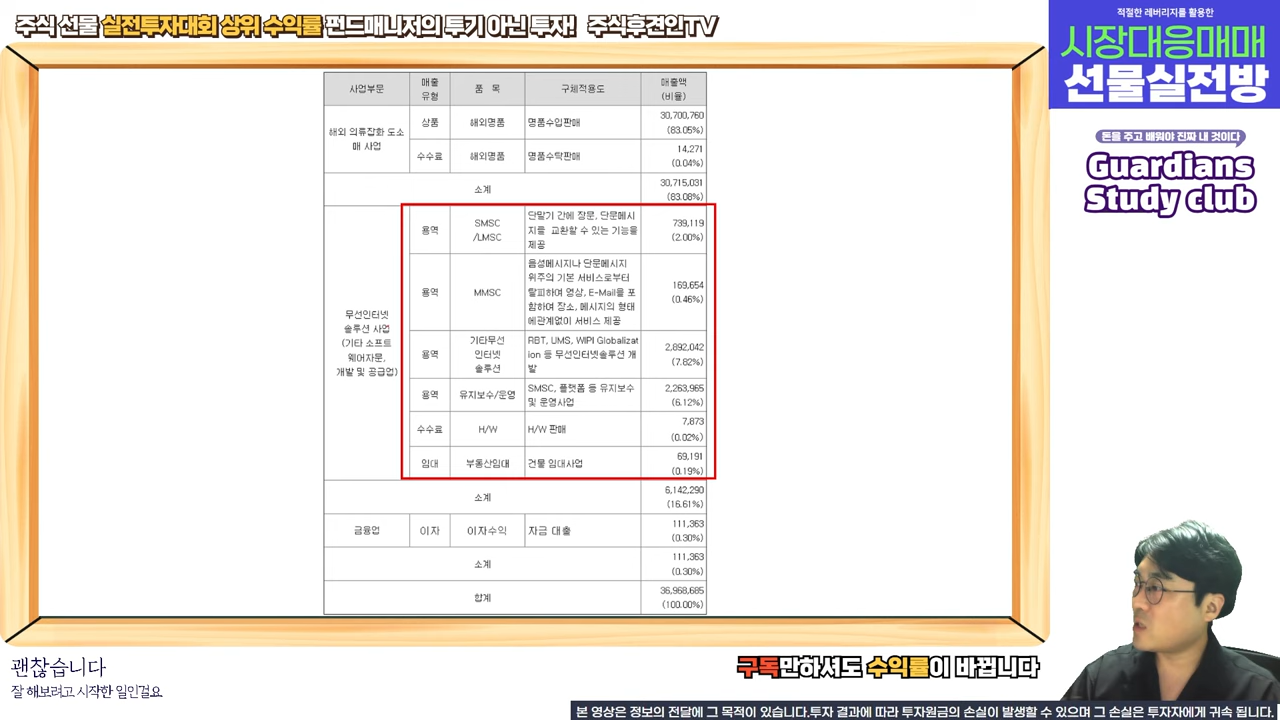 주식 선물 실전투자대회 상위 수익률 펀드매니저의 투기 아닌 투자! 주식후견인TV
적절한 레버리지를 활용한
시장대응매매
선물실전방
돈을 주고 배워야 진짜 내 것이다
Guardians
Study club
사업부문
매출
유형
품 목
구체적용도
매출액
(비율)
해외 의류잡화 도소
매 사업
상품
해외명품
명품수입판매
30,700,760
(83.05%)
수수료
해외명품
명품수탁판매
14,271
(0.04%)
소계
30,715,031
(83.08%)
무선인터넷
솔루션 사업
(기타 소프트
웨어자문,
개발 및 공급업)
용역
SMSC
/LMSC
단말기 간에 장문, 단문메시
지를 교환할 수 있는 기능을
제공
739,119
(2.00%)
용역
MMSC
음성메시지나 단문메시지
위주의 기본 서비스로부터
탈피하여 영상, E-Mail을 포
함하여 장소, 메시지의 형태
에관계없이 서비스 제공
169,654
(0.46%)
용역
기타무선
인터넷
솔루션
RBT, UMS, WIPI Globalizat
ion 등 무선인터넷솔루션 개
발
2,892,042
(7.82%)
용역
유지보수/운영
SMSC, 플랫폼 등 유지보수
및 운영사업
2,263,965
(6.12%)
수수료
H/W
H/W 판매
7,873
(0.02%)
임대
부동산임대
건물 임대사업
69,191
(0.19%)
소계
6,142,290
(16.61%)
금융업
이자
이자수익
자금 대출
111,363
(0.30%)
소계
111,363
(0.30%)
합계
36,968,685
(100.00%)
괜찮습니다
잘 해보려고 시작한 일인걸요
구독만하셔도 수익률이 바뀝니다
본 영상은 정보의 전달에 그 목적이 있습니다.투자 결과에 따라 투자원금의 손실이 발생할 수 있으며 그 손실은 투자자에게 귀속 됩니다.